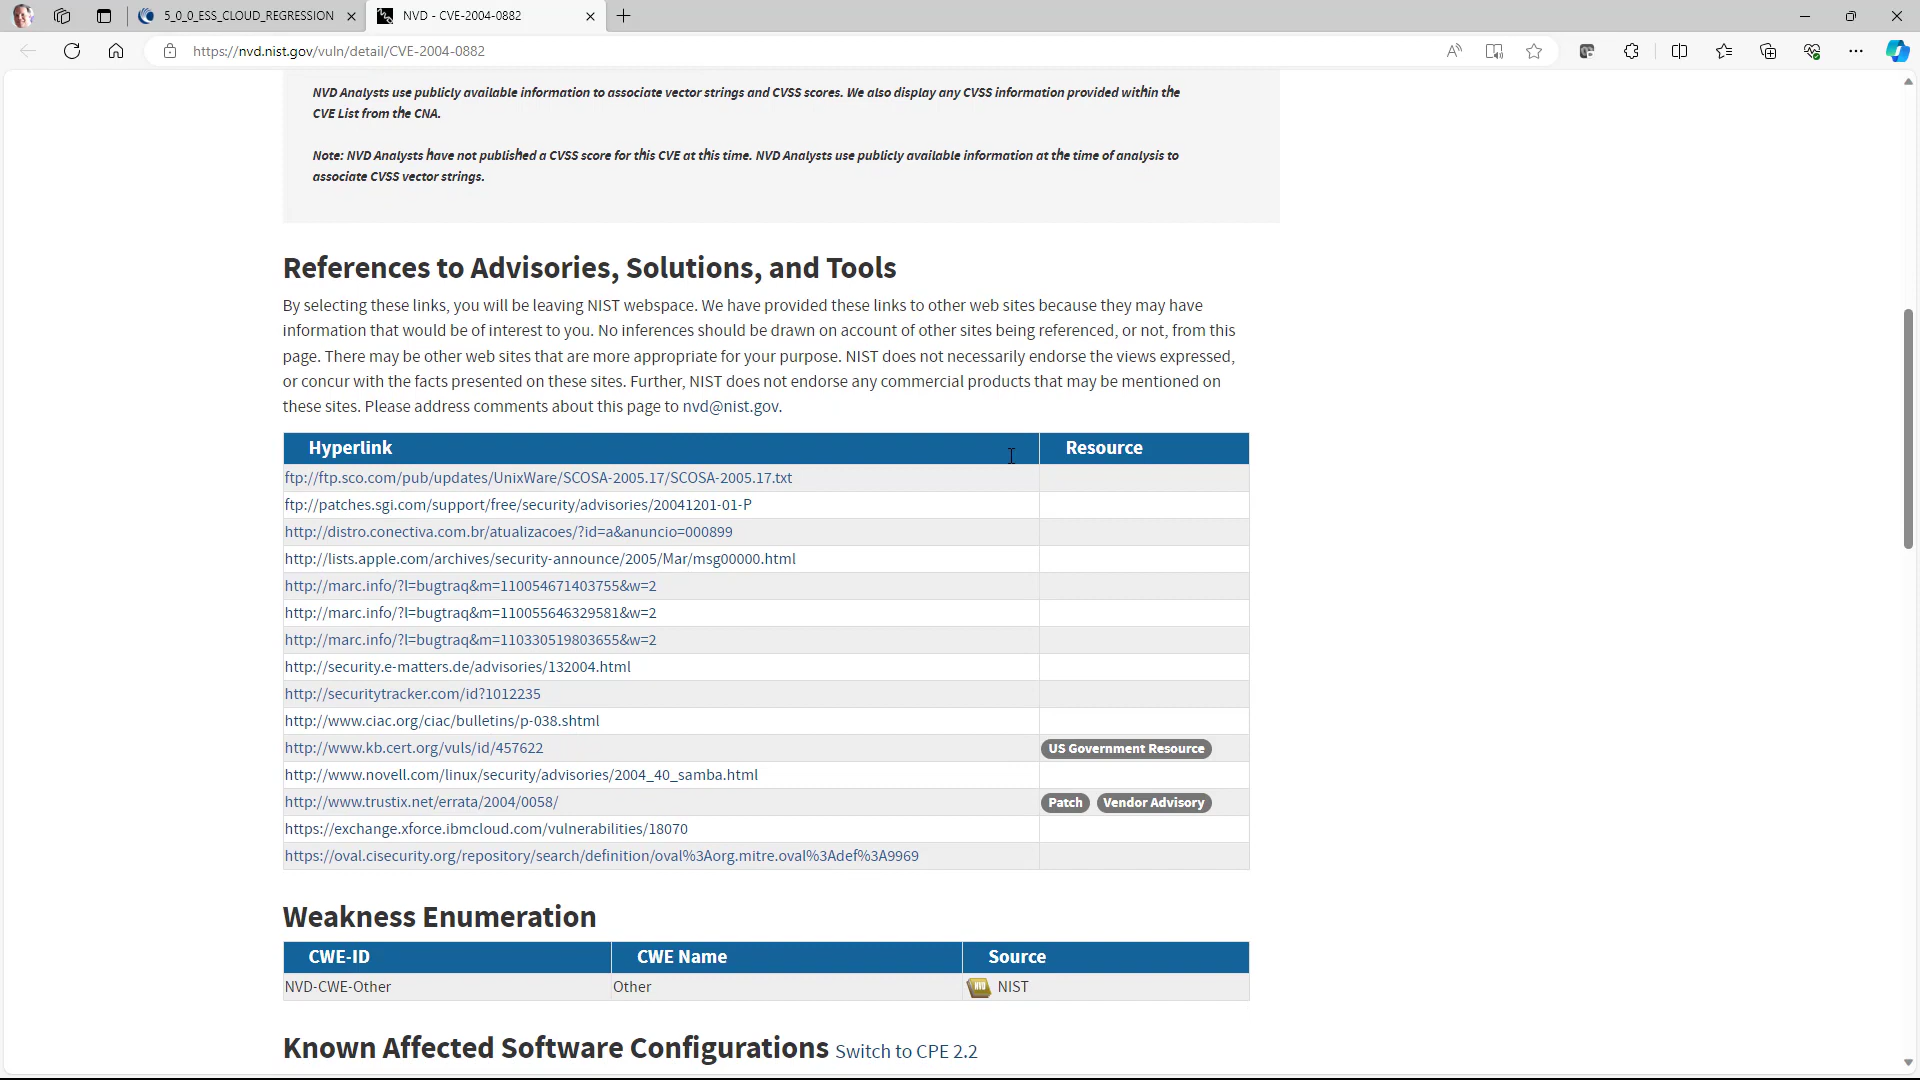 5_0_0_ESS_CLOUD_REGRESSION
NVD - CVE-2004-0882
https://nvd.nist.gov/vuln/detail/CVE-2004-0882
NVD Analysts use publicly available information to associate vector strings and CVSS scores. We also display any CVSS information provided within the
CVE List from the CNA.
Note: NVD Analysts have not published a CVSS score for this CVE at this time. NVD Analysts use publicly available information at the time of analysis to
associate CVSS vector strings.
References to Advisories, Solutions, and Tools
By selecting these links, you will be leaving NIST webspace. We have provided these links to other web sites because they may have
information that would be of interest to you. No inferences should be drawn on account of other sites being referenced, or not, from this
page. There may be other web sites that are more appropriate for your purpose. NIST does not necessarily endorse the views expressed,
or concur with the facts presented on these sites. Further, NIST does not endorse any commercial products that may be mentioned on
these sites. Please address comments about this page to nvd@nist.gov.
Hyperlink Resource
ftp://ftp.sco.com/pub/updates/UnixWare/SCOSA-2005.17/SCOSA-2005.17.txt
ftp://patches.sgi.com/support/free/security/advisories/20041201-01-P
http://distro.conectiva.com.br/atualizacoes/?id=a&anuncio=000899
http://lists.apple.com/archives/security-announce/2005/Mar/msg00000.html
http://marc.info/?l=bugtraq&m=110054671403755&w=2
http://marc.info/?l=bugtraq&m=110055646329581&w=2
http://marc.info/?l=bugtraq&m=110330519803655&w=2
http://security.e-matters.de/advisories/132004.html
http://securitytracker.com/id?1012235
http://www.ciac.org/ciac/bulletins/p-038.shtml
http://www.kb.cert.org/vuls/id/457622 US Government Resource
http://www.novell.com/linux/security/advisories/2004_40_samba.html
http://www.trustix.net/errata/2004/0058/ Patch Vendor Advisory
https://exchange.xforce.ibmcloud.com/vulnerabilities/18070
https://oval.cisecurity.org/repository/search/definition/oval%3Aorg.mitre.oval%3Adef%3A9969
Weakness Enumeration
CWE-ID CWE Name Source
NVD-CWE-Other Other NIST
Known Affected Software Configurations Switch to CPE 2.2